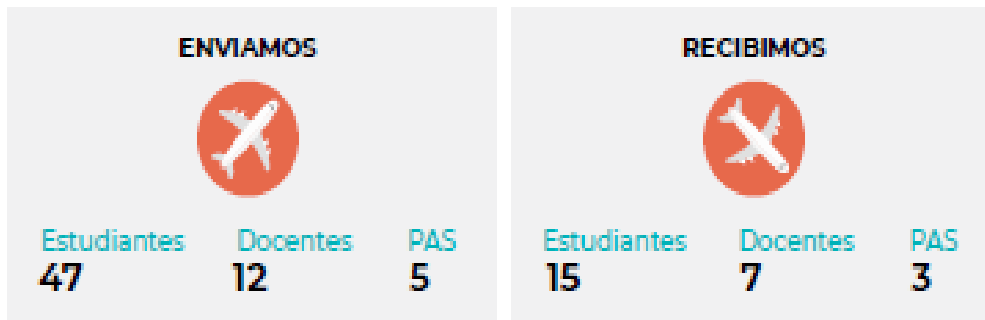 ENVIAMOS
Estudiantes Docentes PAS
47 12 5
RECIBIMOS
Estudiantes Docentes PAS
15 7 3